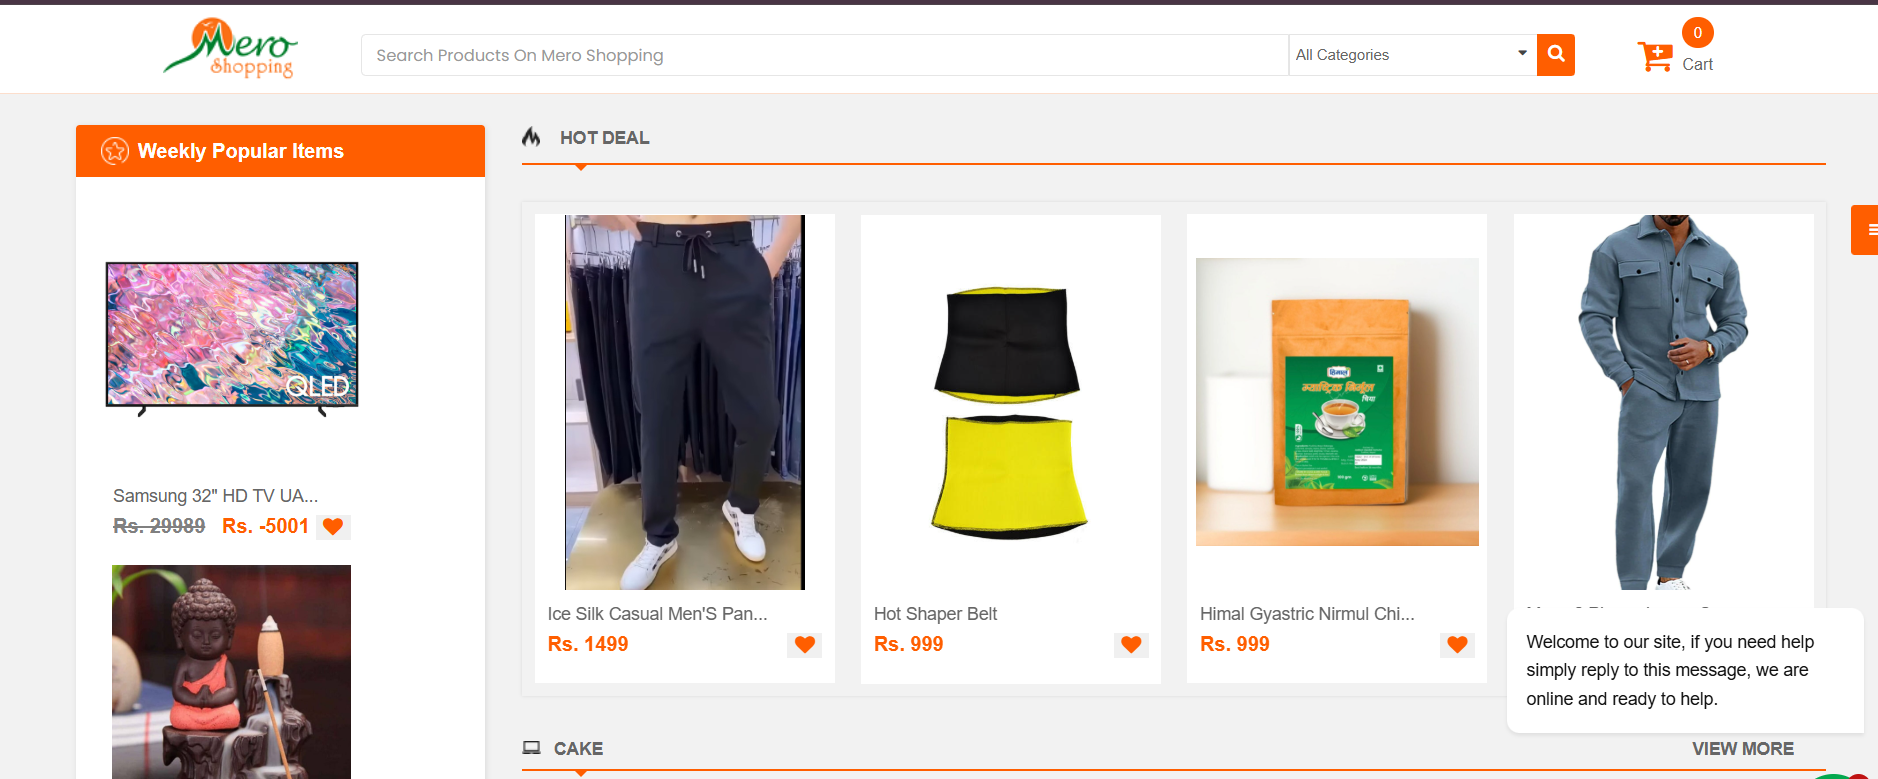 Mero
Shopping
Search Products On Mero Shopping
All Categories
0
Cart
Weekly Popular Items
QLED
Samsung 32" HD TV UA...
Rs. 29989 Rs. -5001
HOT DEAL
Ice Silk Casual Men'S Pan...
Rs. 1499
Hot Shaper Belt
Rs. 999
हिमाल
ग्याष्ट्रिक निर्मूल
चिया
Himal Gyastric Nirmul Chi...
Rs. 999
Welcome to our site, if you need help
simply reply to this message, we are
online and ready to help.
CAKE
VIEW MORE